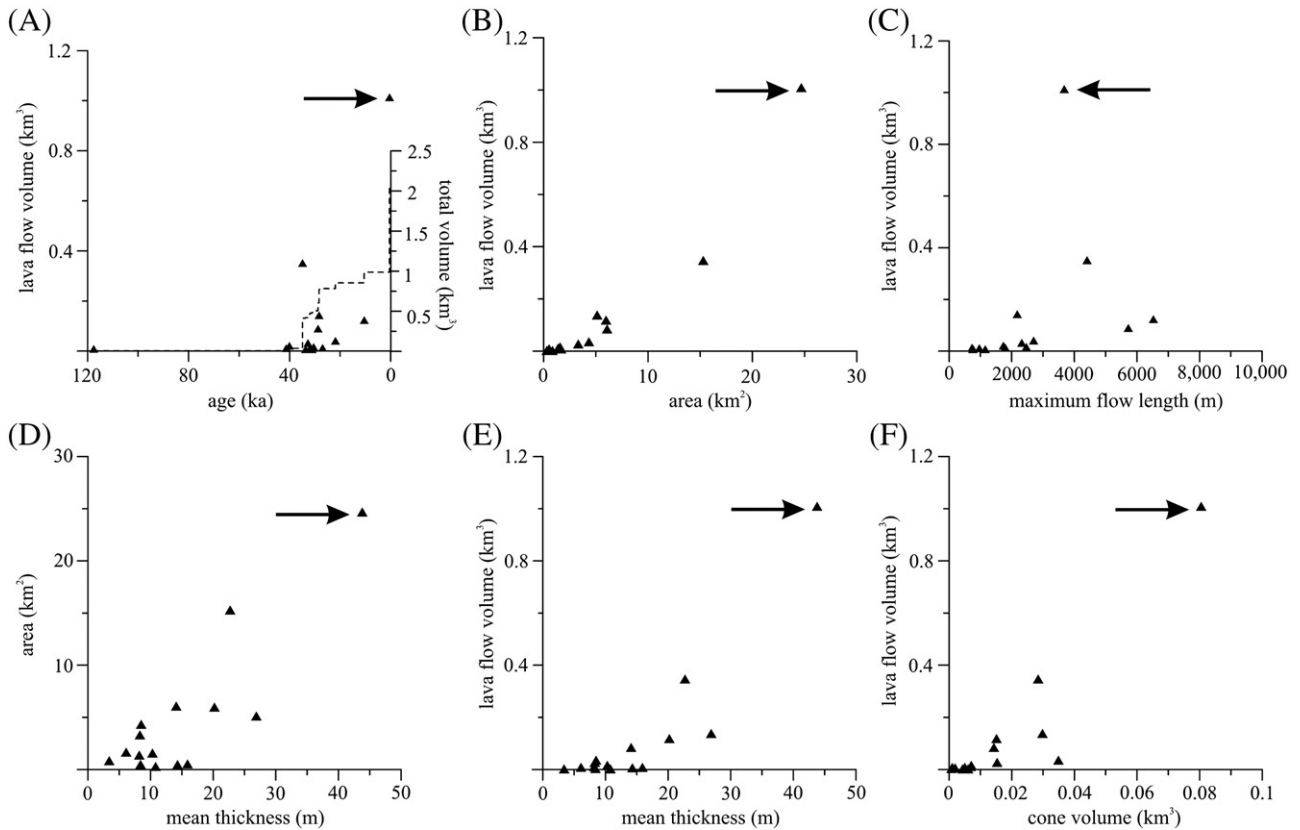 (A)
1.2
0.8
0.4
lava flow volume (km³)
120
80
40
0
age (ka)
2.5
2
1.5
1
0.5
total volume (km³)
(B)
1.2
0.8
0.4
lava flow volume (km³)
0
10
20
30
area (km²)
(C)
1.2
0.8
0.4
lava flow volume (km³)
0
2000
4000
6000
8000
10,000
maximum flow length (m)
(D)
30
20
10
area (km²)
0
10
20
30
40
50
mean thickness (m)
(E)
1.2
0.8
0.4
lava flow volume (km³)
0
10
20
30
40
50
mean thickness (m)
(F)
1.2
0.8
0.4
lava flow volume (km³)
0
0.02
0.04
0.06
0.08
0.1
cone volume (km³)